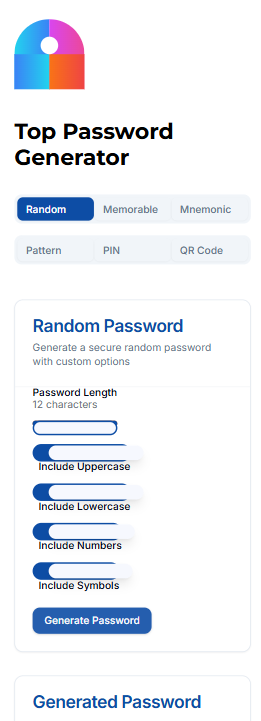 Top Password
Generator
Random
Memorable
Mnemonic
Pattern
PIN
QR Code
Random Password
Generate a secure random password
with custom options
Password Length
12 characters
Include Uppercase
Include Lowercase
Include Numbers
Include Symbols
Generate Password
Generated Password